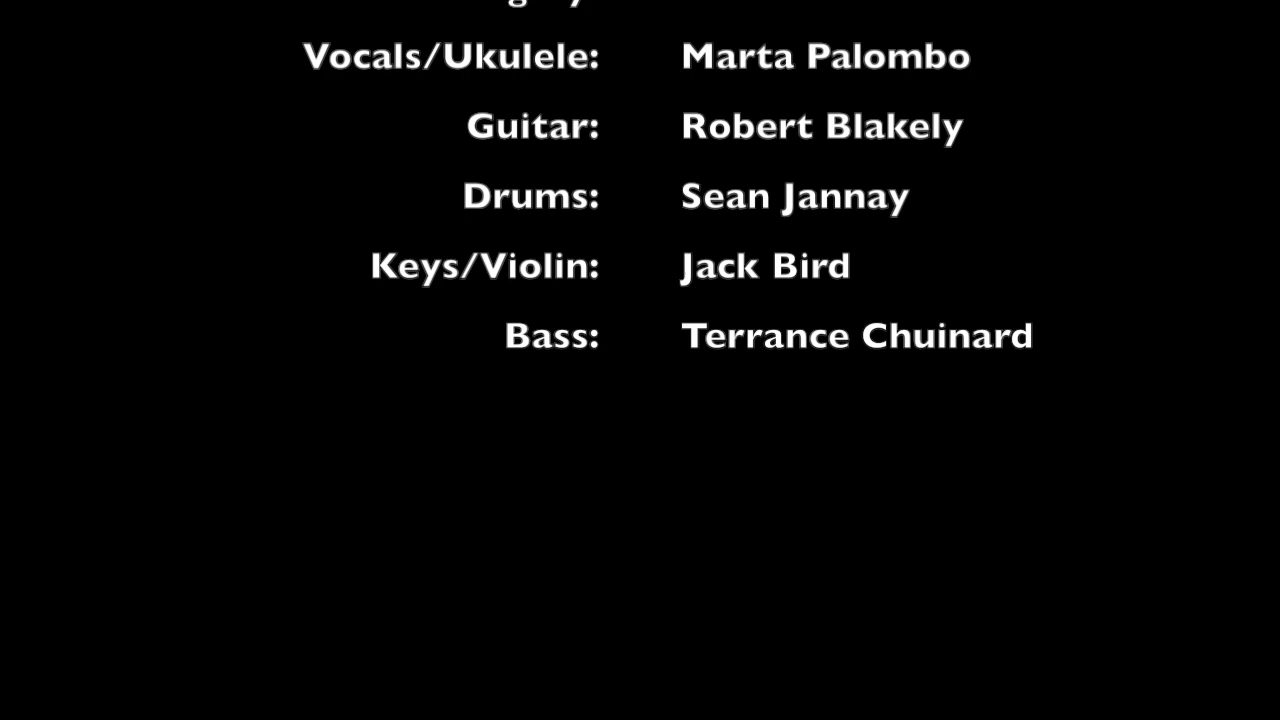 Vocals/Ukulele: Marta Palombo
Guitar: Robert Blakely
Drums: Sean Jannay
Keys/Violin: Jack Bird
Bass: Terrance Chuinard